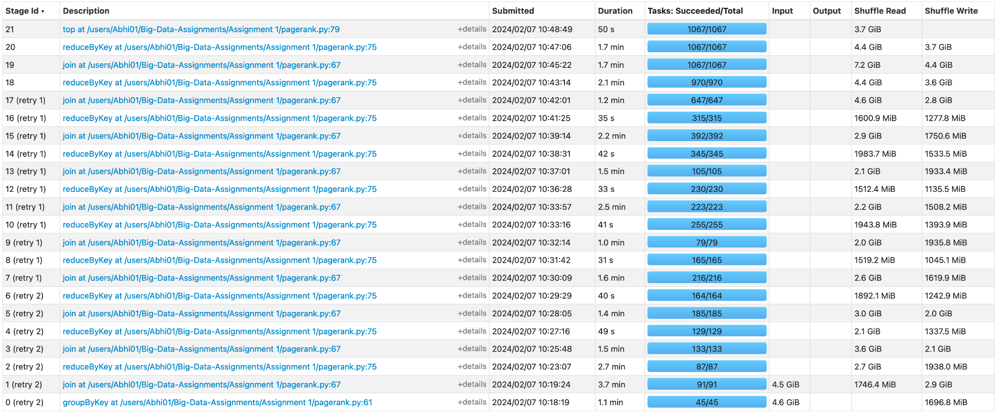 Stage Id ▾ Description Submitted Duration Tasks: Succeeded/Total Input Output Shuffle Read Shuffle Write
21 top at /users/Abhi01/Big-Data-Assignments/Assignment 1/pagerank.py:79 +details 2024/02/07 10:48:49 50 s 1067/1067 3.7 GiB
20 reduceByKey at /users/Abhi01/Big-Data-Assignments/Assignment 1/pagerank.py:75 +details 2024/02/07 10:47:06 1.7 min 1067/1067 4.4 GiB 3.7 GiB
19 join at /users/Abhi01/Big-Data-Assignments/Assignment 1/pagerank.py:67 +details 2024/02/07 10:45:22 1.7 min 1067/1067 7.2 GiB 4.4 GiB
18 reduceByKey at /users/Abhi01/Big-Data-Assignments/Assignment 1/pagerank.py:75 +details 2024/02/07 10:43:14 2.1 min 970/970 4.4 GiB 3.6 GiB
17 (retry 1) join at /users/Abhi01/Big-Data-Assignments/Assignment 1/pagerank.py:67 +details 2024/02/07 10:42:01 1.2 min 647/647 4.6 GiB 2.8 GiB
16 (retry 1) reduceByKey at /users/Abhi01/Big-Data-Assignments/Assignment 1/pagerank.py:75 +details 2024/02/07 10:41:25 35 s 315/315 1600.9 MiB 1277.8 MiB
15 (retry 1) join at /users/Abhi01/Big-Data-Assignments/Assignment 1/pagerank.py:67 +details 2024/02/07 10:39:14 2.2 min 392/392 2.9 GiB 1750.6 MiB
14 (retry 1) reduceByKey at /users/Abhi01/Big-Data-Assignments/Assignment 1/pagerank.py:75 +details 2024/02/07 10:38:31 42 s 345/345 1983.7 MiB 1533.5 MiB
13 (retry 1) join at /users/Abhi01/Big-Data-Assignments/Assignment 1/pagerank.py:67 +details 2024/02/07 10:37:01 1.5 min 105/105 2.1 GiB 1933.4 MiB
12 (retry 1) reduceByKey at /users/Abhi01/Big-Data-Assignments/Assignment 1/pagerank.py:75 +details 2024/02/07 10:36:28 33 s 230/230 1512.4 MiB 1135.5 MiB
11 (retry 1) join at /users/Abhi01/Big-Data-Assignments/Assignment 1/pagerank.py:67 +details 2024/02/07 10:33:57 2.5 min 223/223 2.2 GiB 1508.2 MiB
10 (retry 1) reduceByKey at /users/Abhi01/Big-Data-Assignments/Assignment 1/pagerank.py:75 +details 2024/02/07 10:33:16 41 s 255/255 1943.8 MiB 1393.9 MiB
9 (retry 1) join at /users/Abhi01/Big-Data-Assignments/Assignment 1/pagerank.py:67 +details 2024/02/07 10:32:14 1.0 min 79/79 2.0 GiB 1935.8 MiB
8 (retry 1) reduceByKey at /users/Abhi01/Big-Data-Assignments/Assignment 1/pagerank.py:75 +details 2024/02/07 10:31:42 31 s 165/165 1519.2 MiB 1045.1 MiB
7 (retry 1) join at /users/Abhi01/Big-Data-Assignments/Assignment 1/pagerank.py:67 +details 2024/02/07 10:30:09 1.6 min 216/216 2.6 GiB 1619.9 MiB
6 (retry 2) reduceByKey at /users/Abhi01/Big-Data-Assignments/Assignment 1/pagerank.py:75 +details 2024/02/07 10:29:29 40 s 164/164 1892.1 MiB 1242.9 MiB
5 (retry 2) join at /users/Abhi01/Big-Data-Assignments/Assignment 1/pagerank.py:67 +details 2024/02/07 10:28:05 1.4 min 185/185 3.0 GiB 2.0 GiB
4 (retry 2) reduceByKey at /users/Abhi01/Big-Data-Assignments/Assignment 1/pagerank.py:75 +details 2024/02/07 10:27:16 49 s 129/129 2.1 GiB 1337.5 MiB
3 (retry 2) join at /users/Abhi01/Big-Data-Assignments/Assignment 1/pagerank.py:67 +details 2024/02/07 10:25:48 1.5 min 133/133 3.6 GiB 2.1 GiB
2 (retry 2) reduceByKey at /users/Abhi01/Big-Data-Assignments/Assignment 1/pagerank.py:75 +details 2024/02/07 10:23:07 2.7 min 87/87 2.7 GiB 1938.0 MiB
1 (retry 2) join at /users/Abhi01/Big-Data-Assignments/Assignment 1/pagerank.py:67 +details 2024/02/07 10:19:24 3.7 min 91/91 4.5 GiB 1746.4 MiB 2.9 GiB
0 (retry 2) groupByKey at /users/Abhi01/Big-Data-Assignments/Assignment 1/pagerank.py:61 +details 2024/02/07 10:18:19 1.1 min 45/45 4.6 GiB 1696.8 MiB